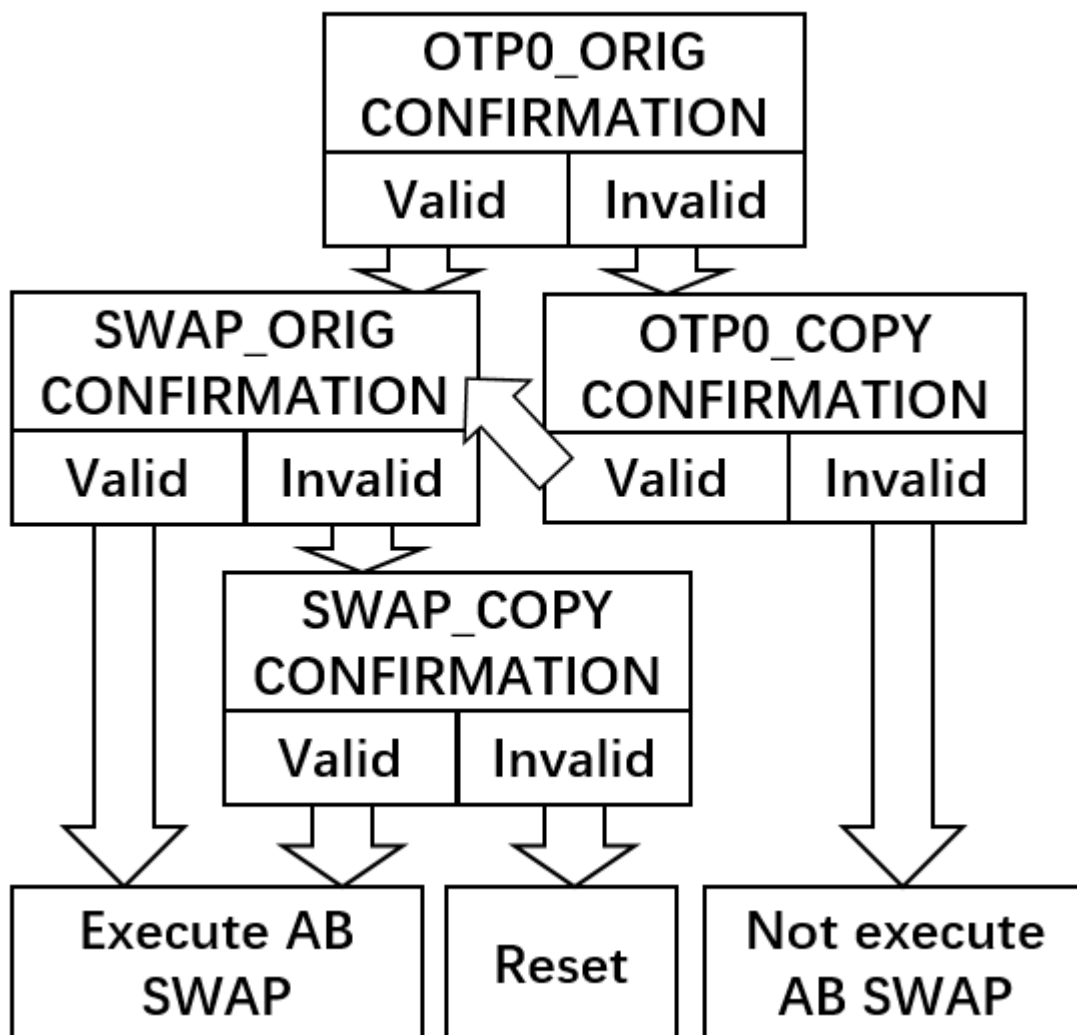 OTP0_ORIG
CONFIRMATION
Valid
Invalid
SWAP_ORIG
CONFIRMATION
Valid
Invalid
OTP0_COPY
CONFIRMATION
Valid
Invalid
SWAP_COPY
CONFIRMATION
Valid
Invalid
Execute AB
SWAP
Reset
Not execute
AB SWAP